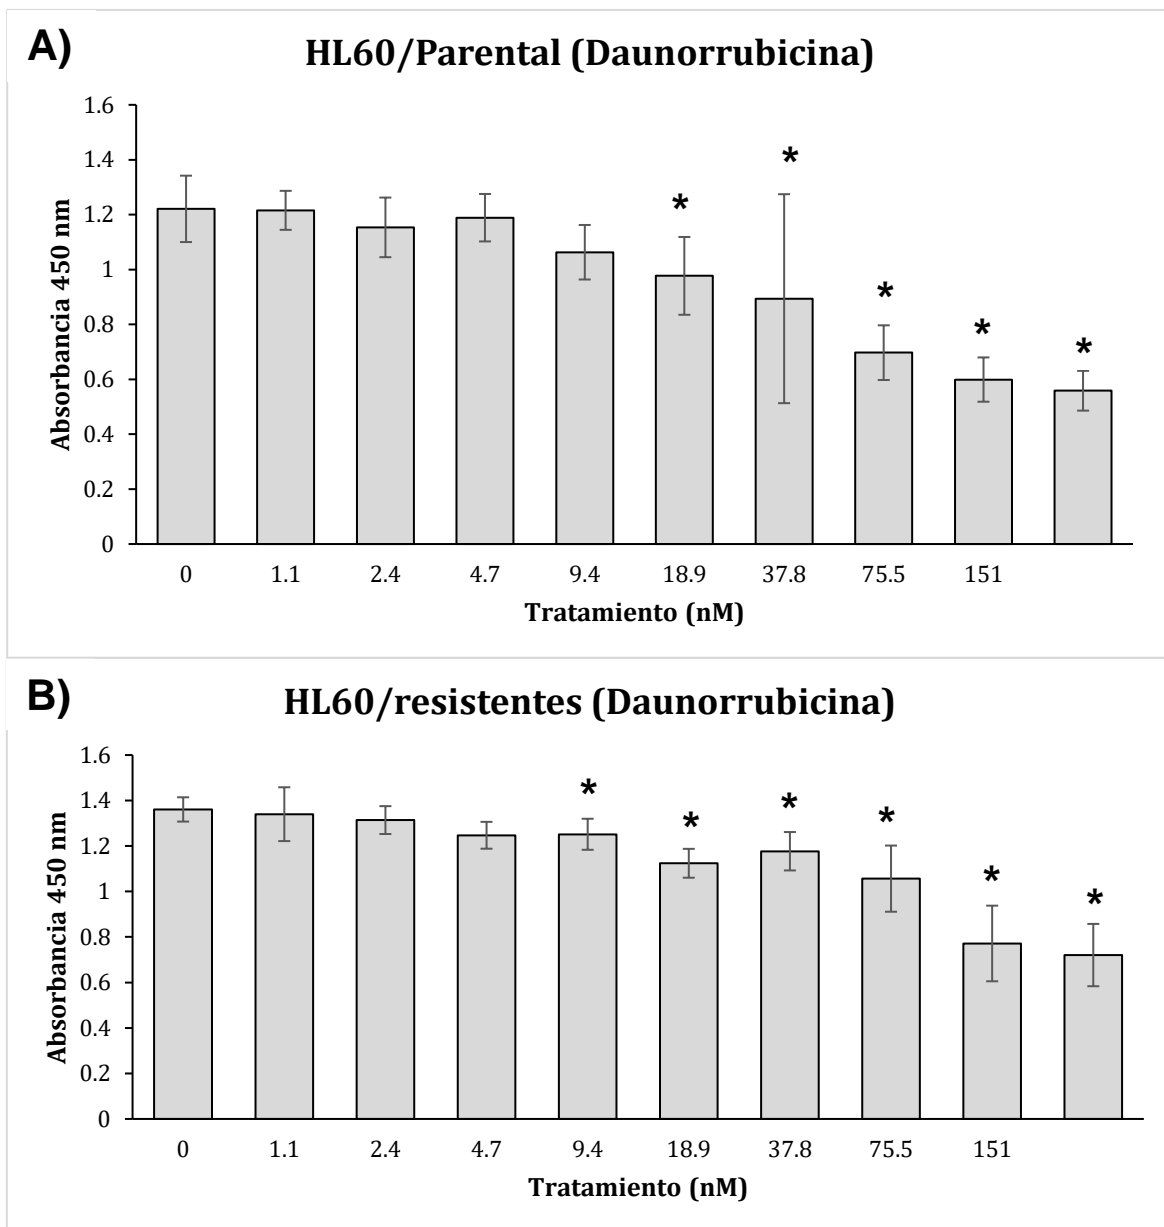 A)
HL60/Parental (Daunorrubicina)
1.6
1.4
1.2
1
0.8
0.6
0.4
0.2
0
Absorbancia 450 nm
* * * * *
0 1.1 2.4 4.7 9.4 18.9 37.8 75.5 151
Tratamiento (nM)
B)
HL60/resistentes (Daunorrubicina)
1.6
1.4
1.2
1
0.8
0.6
0.4
0.2
0
Absorbancia 450 nm
* * * * * *
0 1.1 2.4 4.7 9.4 18.9 37.8 75.5 151
Tratamiento (nM)